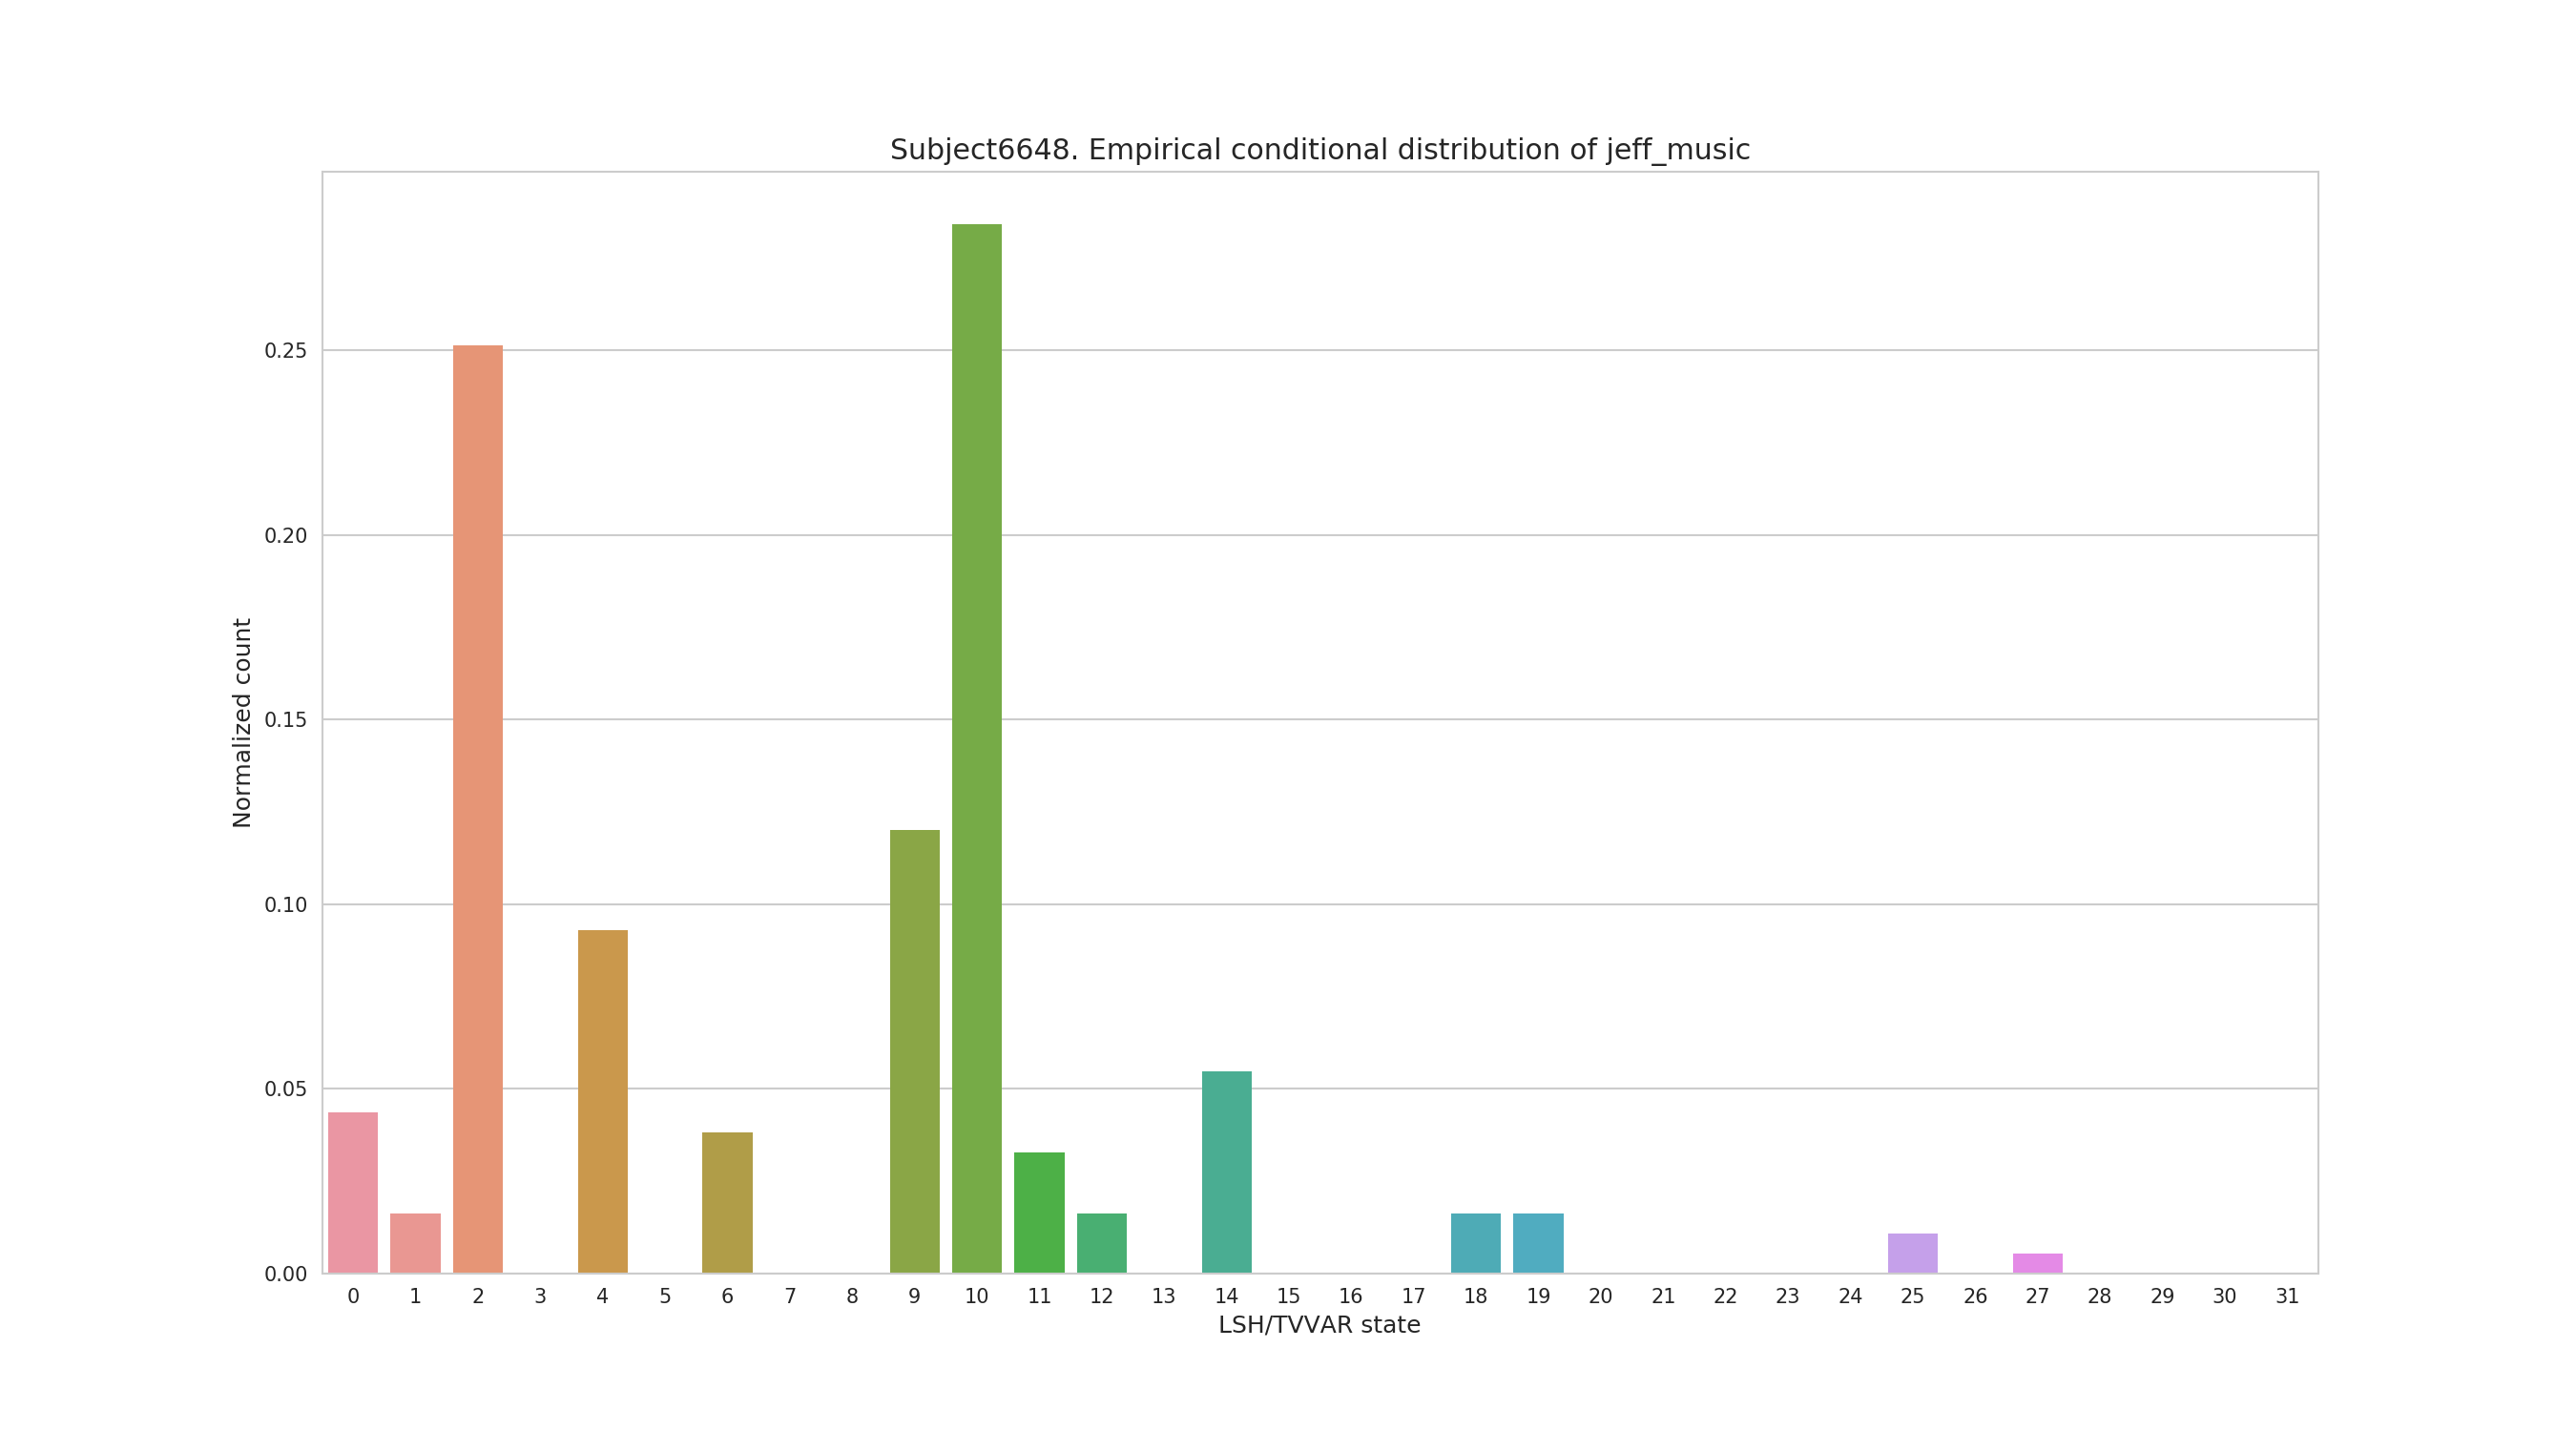 Subject6648. Empirical conditional distribution of jeff_music
Normalized count
0.25
0.20
0.15
0.10
0.05
0.00
0 1 2 3 4 5 6 7 8 9 10 11 12 13 14 15 16 17 18 19 20 21 22 23 24 25 26 27 28 29 30 31
LSH/TVVAR state